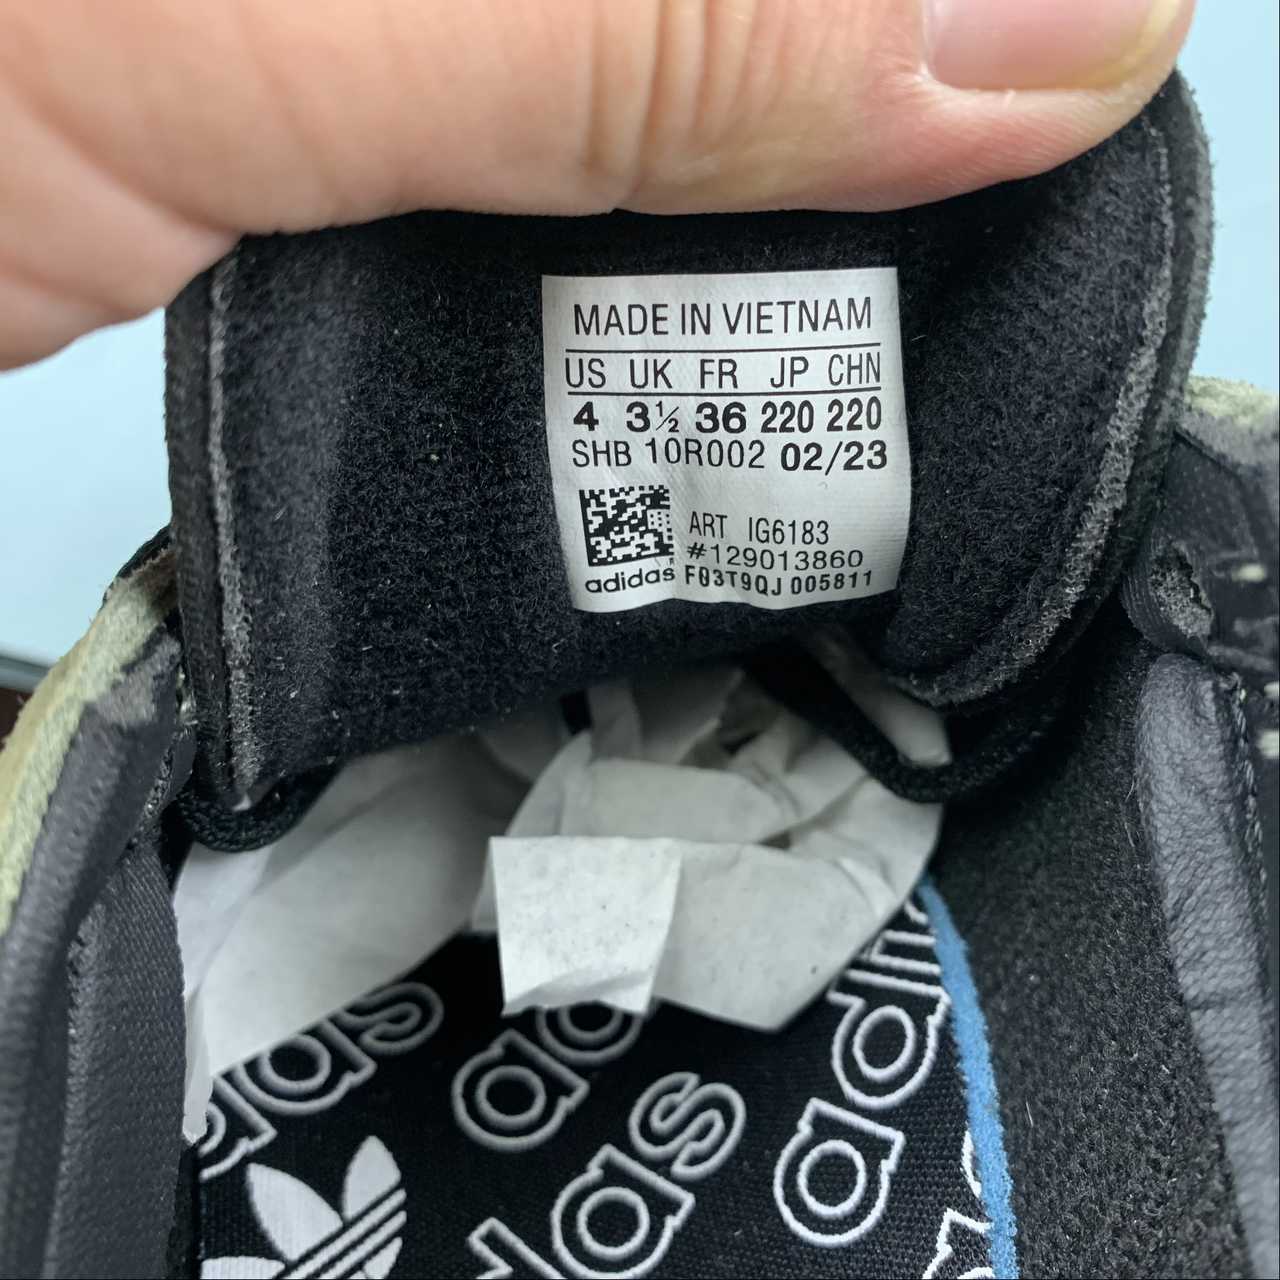 MADE IN VIETNAM
US UK FR JP CHN
4 3½ 36 220 220
SHB 10R002 02/23
ART IG6183
#129013860
adidas F03T9QJ 005811
adidas
adidas
adidas